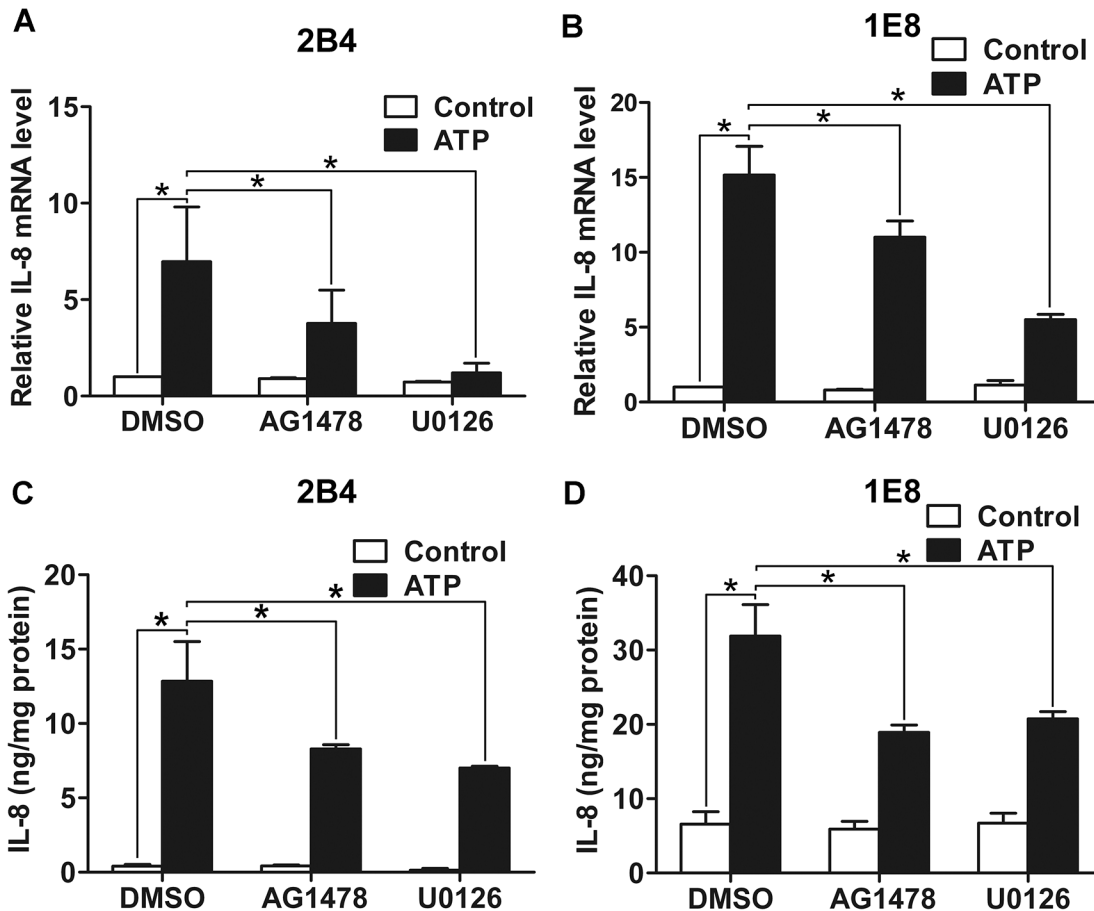 A
2B4
Control
ATP
Relative IL-8 mRNA level
15
10
5
0
*
*
*
DMSO AG1478 U0126
B
1E8
Control
ATP
Relative IL-8 mRNA level
20
15
10
5
0
*
*
*
DMSO AG1478 U0126
C
2B4
Control
ATP
IL-8 (ng/mg protein)
20
15
10
5
0
*
*
*
DMSO AG1478 U0126
D
1E8
Control
ATP
IL-8 (ng/mg protein)
40
30
20
10
0
*
*
*
DMSO AG1478 U0126